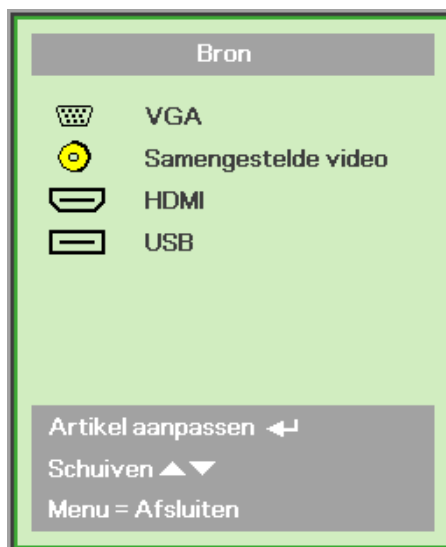 Bron
VGA
Samengestelde video
HDMI
USB
Artikel aanpassen
Schuiven
Menu = Afsluiten